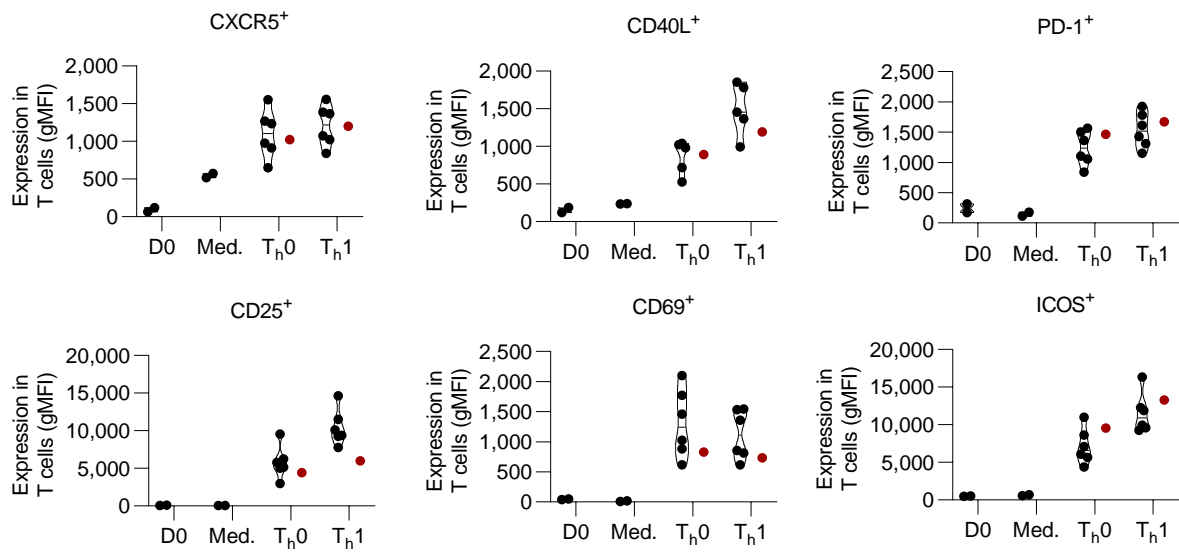 CXCR5⁺
Expression in
T cells (gMFI)
2,000
1,500
1,000
500
0
D0 Med. Tₕ0 Tₕ1
CD40L⁺
Expression in
T cells (gMFI)
2,000
1,500
1,000
500
0
D0 Med. Tₕ0 Tₕ1
PD-1⁺
Expression in
T cells (gMFI)
2,500
2,000
1,500
1,000
500
0
D0 Med. Tₕ0 Tₕ1
CD25⁺
Expression in
T cells (gMFI)
20,000
15,000
10,000
5,000
0
D0 Med. Tₕ0 Tₕ1
CD69⁺
Expression in
T cells (gMFI)
2,500
2,000
1,500
1,000
500
0
D0 Med. Tₕ0 Tₕ1
ICOS⁺
Expression in
T cells (gMFI)
20,000
15,000
10,000
5,000
0
D0 Med. Tₕ0 Tₕ1